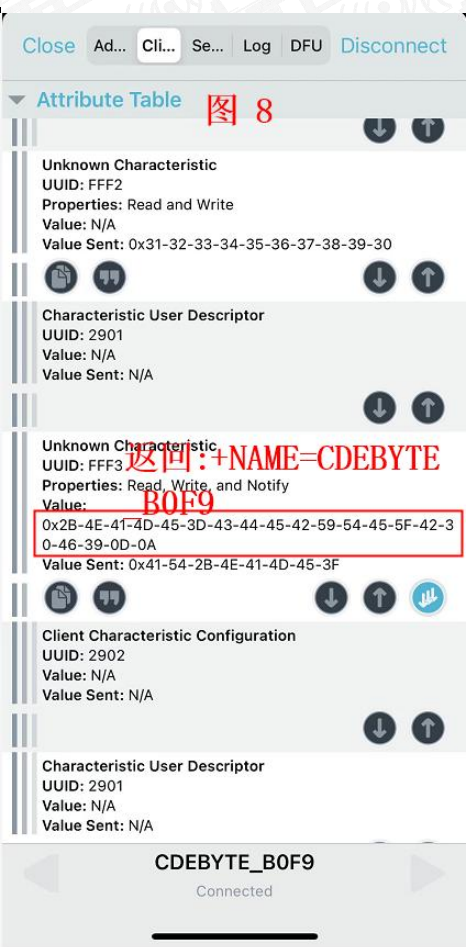 Close Ad... Cli... Se... Log DFU Disconnect
Attribute Table
图 8
Unknown Characteristic
UUID: FFF2
Properties: Read and Write
Value: N/A
Value Sent: 0x31-32-33-34-35-36-37-38-39-30
Characteristic User Descriptor
UUID: 2901
Value: N/A
Value Sent: N/A
Unknown Characteristic
UUID: FFF3
返回:+NAME=CDEBYTE
_B0F9
Properties: Read, Write, and Notify
Value:
0x2B-4E-41-4D-45-3D-43-44-45-42-59-54-45-5F-42-3
0-46-39-0D-0A
Value Sent: 0x41-54-2B-4E-41-4D-45-3F
Client Characteristic Configuration
UUID: 2902
Value: N/A
Value Sent: N/A
Characteristic User Descriptor
UUID: 2901
Value: N/A
Value Sent: N/A
CDEBYTE_B0F9
Connected